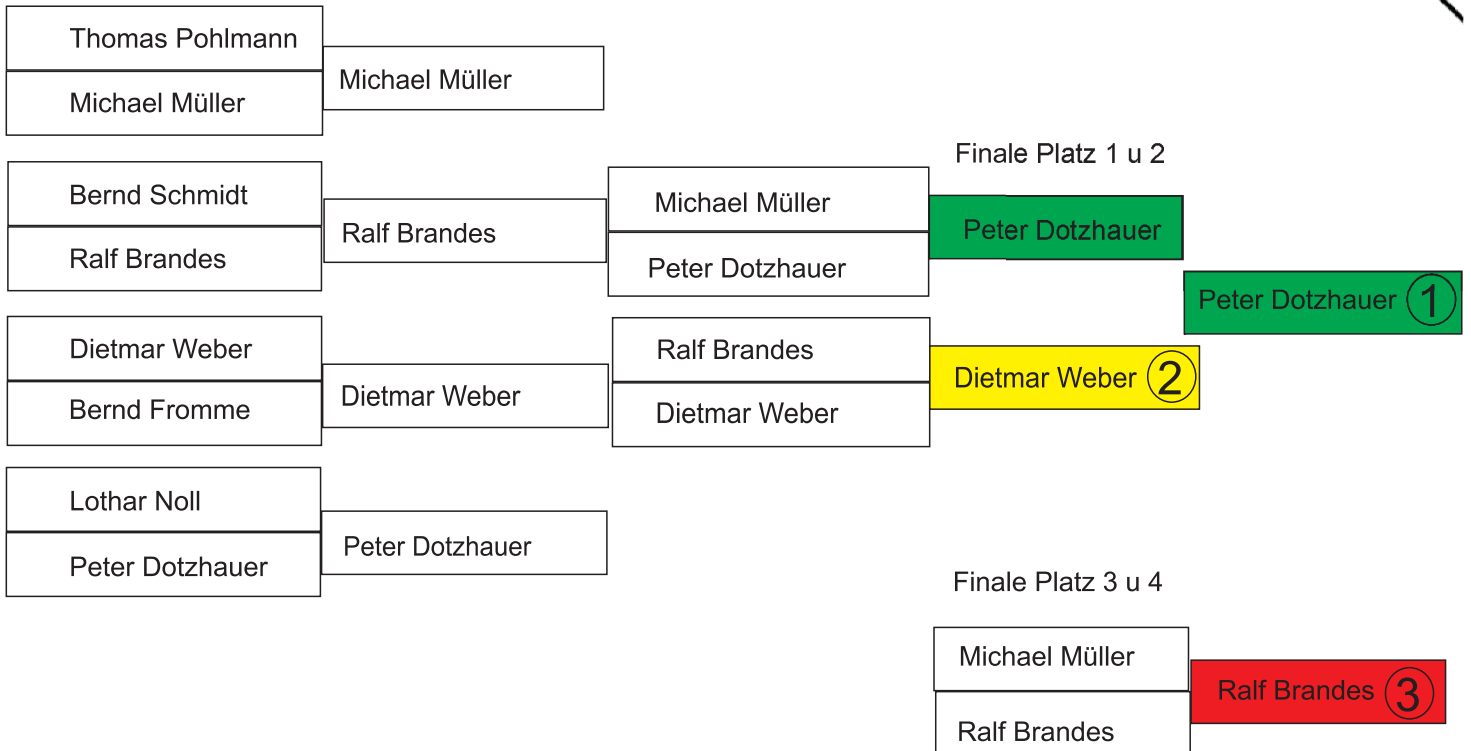 Thomas Pohlmann
Michael Müller
Michael Müller
Bernd Schmidt
Ralf Brandes
Ralf Brandes
Dietmar Weber
Bernd Fromme
Dietmar Weber
Lothar Noll
Peter Dotzhauer
Peter Dotzhauer
Michael Müller
Peter Dotzhauer
Ralf Brandes
Dietmar Weber
Finale Platz 1 u 2
Peter Dotzhauer
Dietmar Weber 2
Peter Dotzhauer 1
Finale Platz 3 u 4
Michael Müller
Ralf Brandes
Ralf Brandes 3